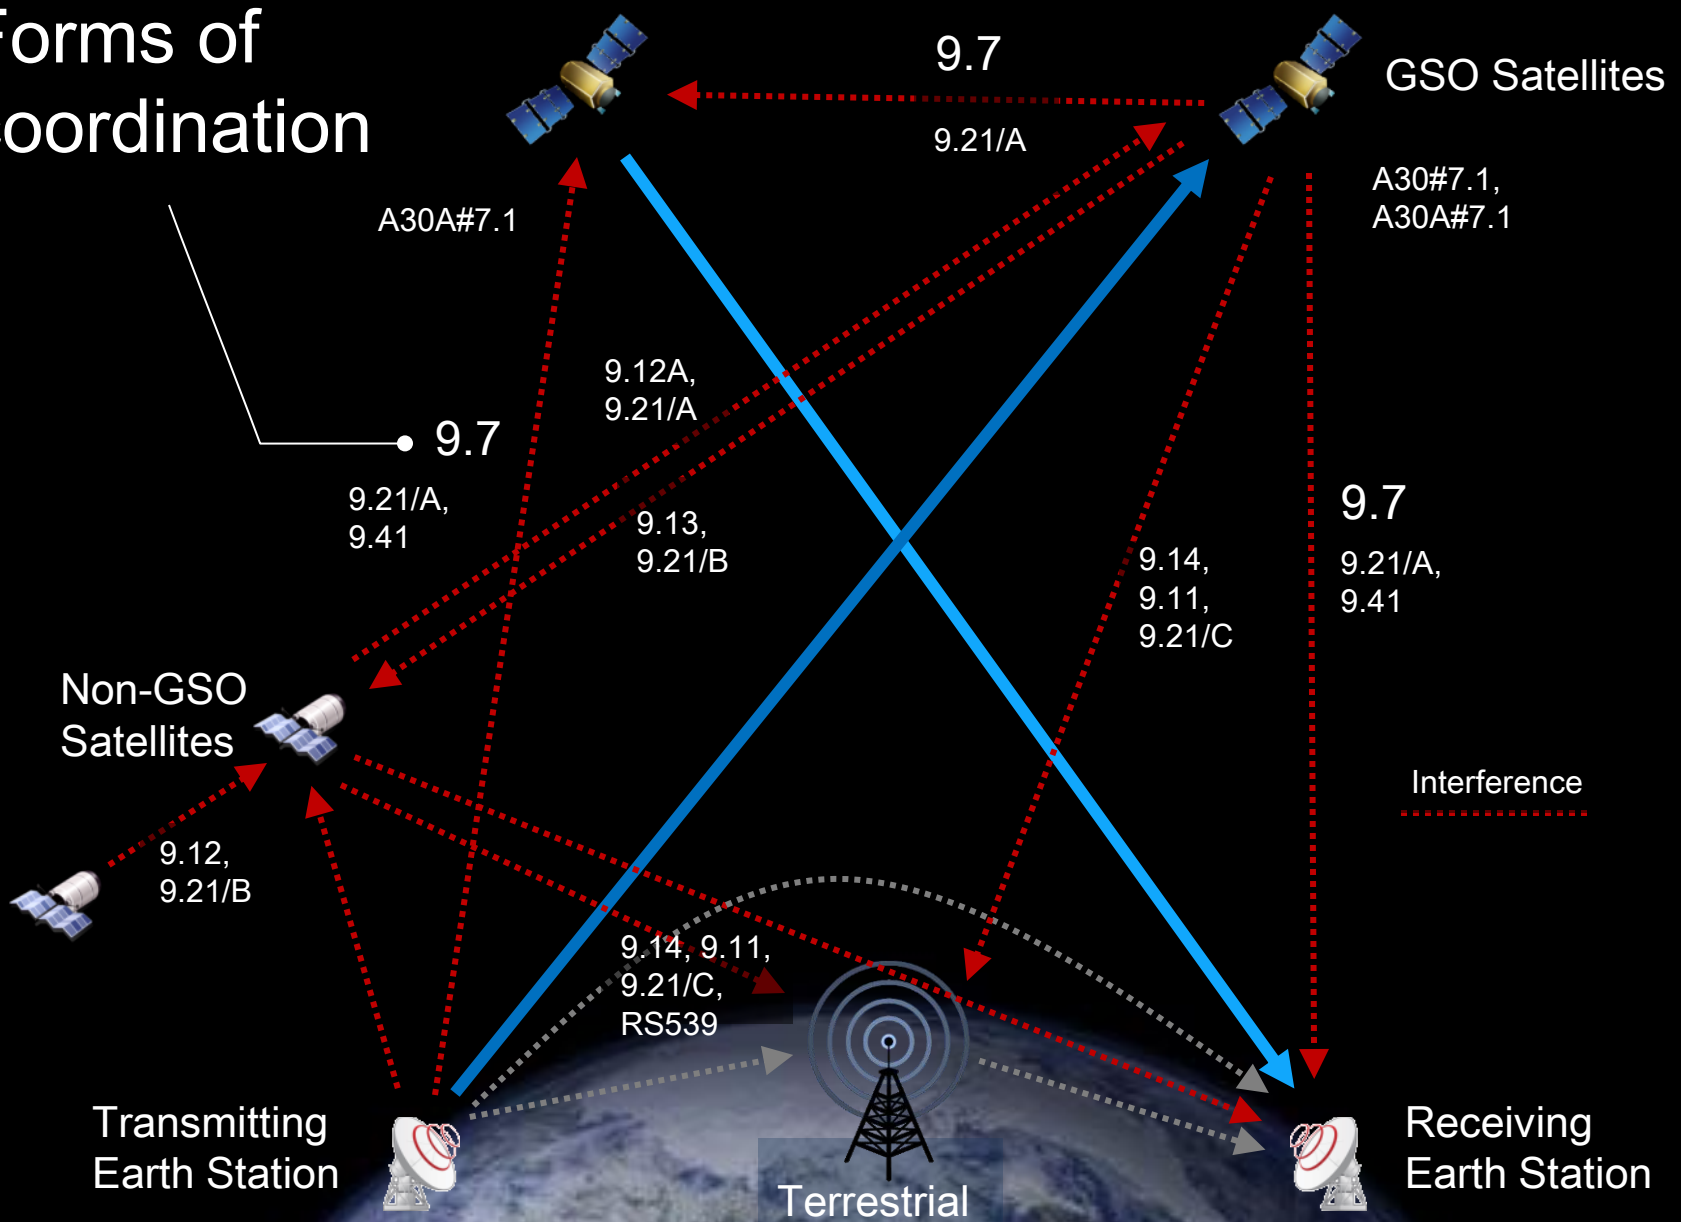 Forms of
coordination
9.7
GSO Satellites
9.21/A
A30#7.1,
A30A#7.1
A30A#7.1
9.12A,
9.21/A
9.7
9.21/A,
9.41
9.13,
9.21/B
9.7
9.21/A,
9.41
9.14,
9.11,
9.21/C
Non-GSO
Satellites
Interference
9.12,
9.21/B
9.14, 9.11,
9.21/C,
RS539
Transmitting
Earth Station
Terrestrial
Receiving
Earth Station